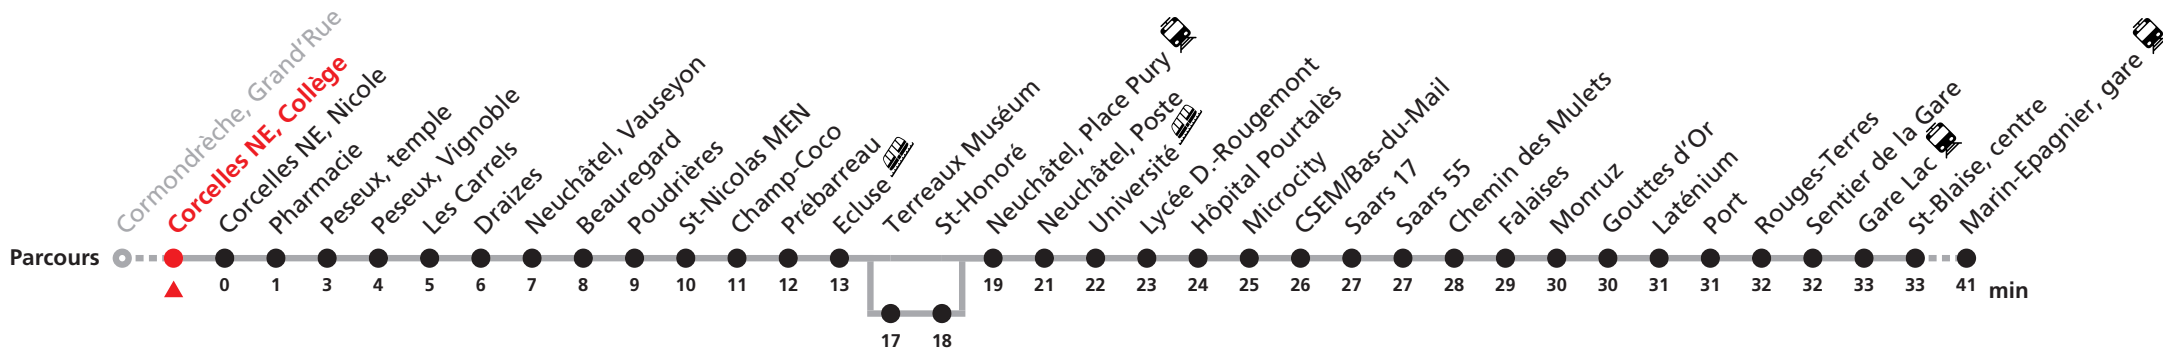 Cormondrèche, Grand'Rue
Corcelles NE, Collège
Corcelles NE, Nicole
Pharmacie
Peseux, temple
Peseux, Vignoble
Les Carrels
Draizes
Neuchâtel, Vauseyon
Beauregard
Poudrières
St-Nicolas MEN
Champ-Coco
Prébarreau
Ecluse
Terreaux Muséum
St-Honoré
Neuchâtel, Place Pury
Neuchâtel, Poste
Université
Lycée D.-Rougemont
Hôpital Pourtalès
Microcity
CSEM/Bas-du-Mail
Saars 17
Saars 55
Chemin des Mulets
Falaises
Monruz
Gouttes d'Or
Laténium
Port
Rouges-Terres
Sentier de la Gare
Gare Lac
St-Blaise, centre
Marin-Epagnier, gare
Parcours
0 1 3 4 5 6 7 8 9 10 11 12 13 19 21 22 23 24 25 26 27 27 28 29 30 30 31 31 32 32 33 33 41 min
17 18